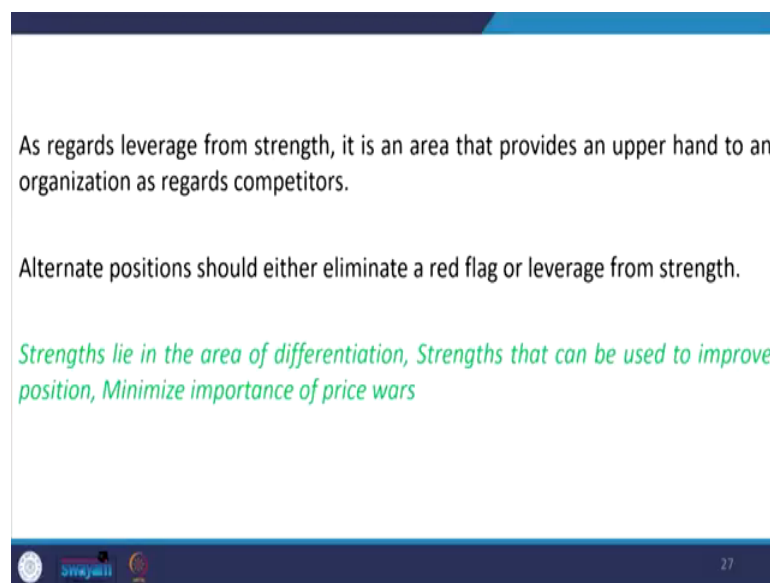 As regards leverage from strength, it is an area that provides an upper hand to an
organization as regards competitors.
Alternate positions should either eliminate a red flag or leverage from strength.
Strengths lie in the area of differentiation, Strengths that can be used to improve
position, Minimize importance of price wars
swayam
27